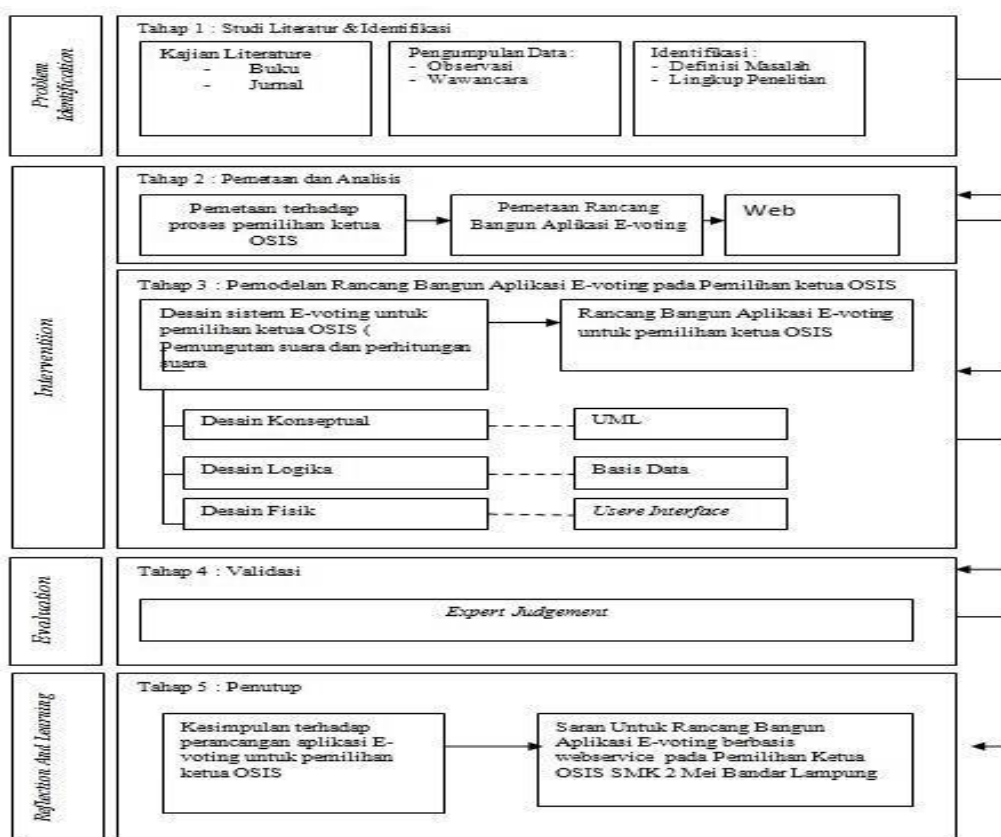 Problem
Identification
Tahap 1 : Studi Literatur & Identifikasi
Kajian Literature
- Buku
- Jurnal
Pengumpulan Data :
- Observasi
- Wawancara
Identifikasi :
- Definisi Masalah
- Lingkup Penelitian
Intervention
Tahap 2 : Pemetaan dan Analisis
Pemetaan terhadap
proses pemilihan ketua
OSIS
Pemetaan Rancang
Bangun Aplikasi E-voting
Web
Tahap 3 : Pemodelan Rancang Bangun Aplikasi E-voting pada Pemilihan ketua OSIS
Desain sistem E-voting untuk
pemilihan ketua OSIS (
Pemungutan suara dan perhitungan
suara
Rancang Bangun Aplikasi E-voting
untuk pemilihan ketua OSIS
Desain Konseptual
UML
Desain Logika
Basis Data
Desain Fisik
Usere Interface
Evaluation
Tahap 4 : Validasi
Expert Judgement
Reflection And Learning
Tahap 5 : Penutup
Kesimpulan terhadap
perancangan aplikasi E-
voting untuk pemilihan
ketua OSIS
Saran Untuk Rancang Bangun
Aplikasi E-voting berbasis
webservice pada Pemilihan Ketua
OSIS SMK 2 Mei Bandar Lampung